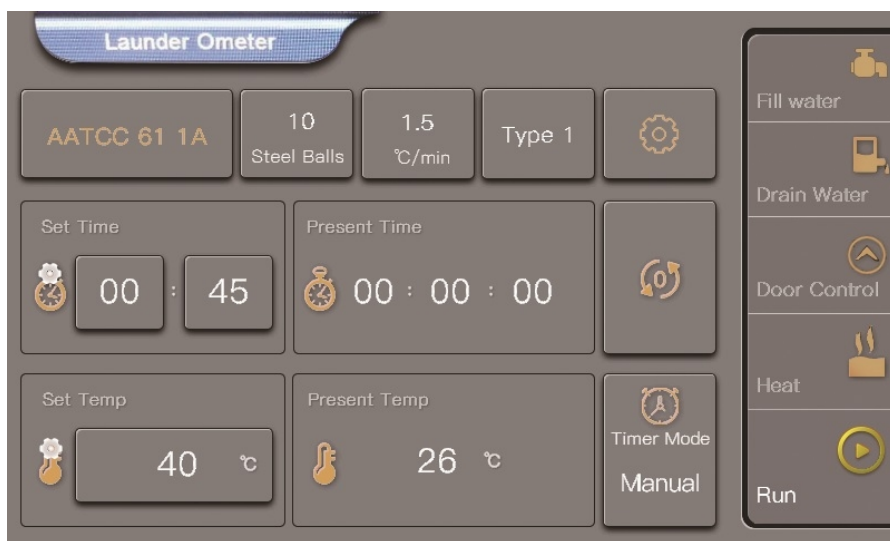 Launder Ometer
AATCC 61 1A
10
Steel Balls
1.5
℃/min
Type 1
Fill water
Drain Water
Set Time
00 : 45
Present Time
00 : 00 : 00
0
Door Control
Set Temp
40 ℃
Present Temp
26 ℃
Timer Mode
Manual
Heat
Run